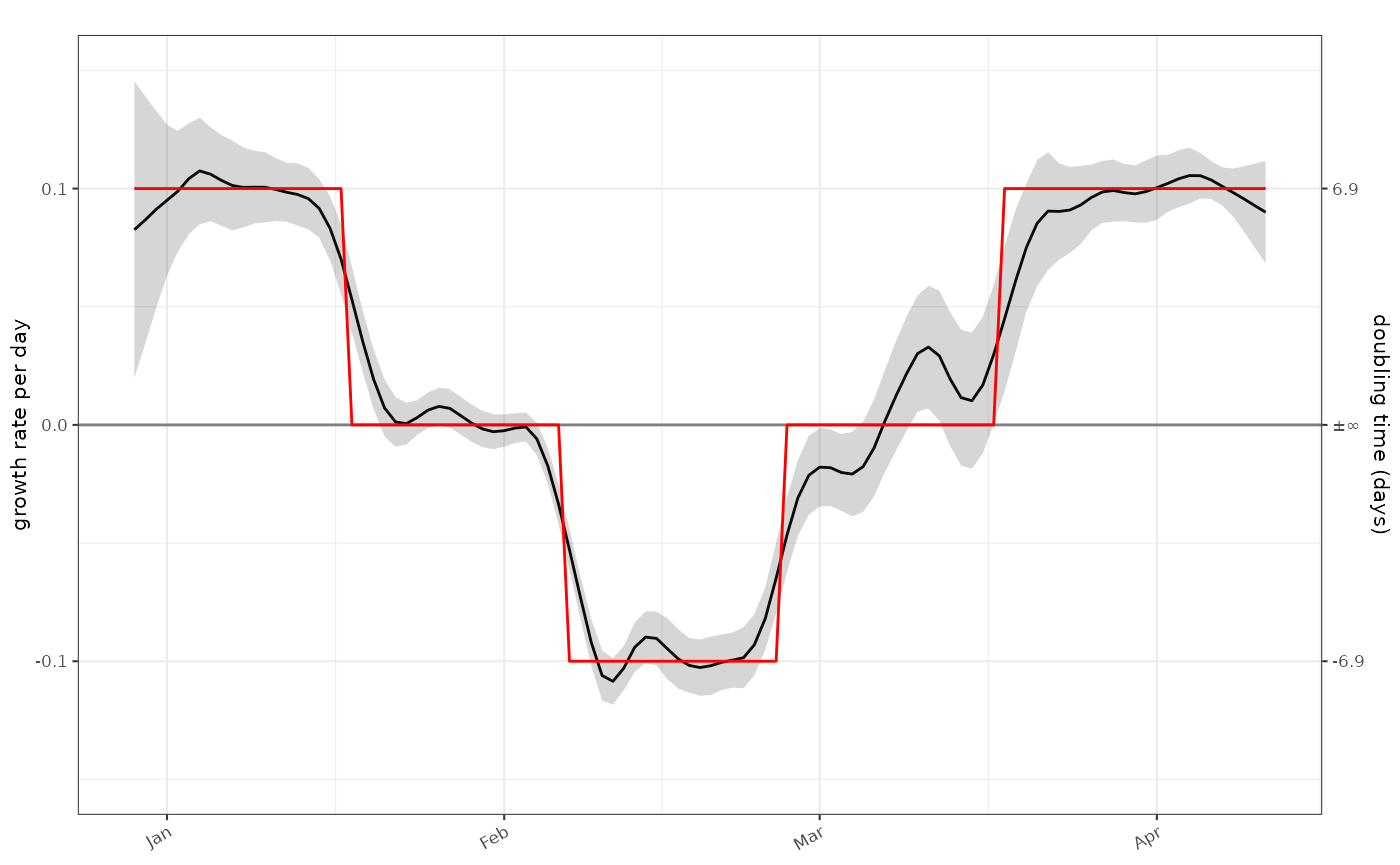 growth rate per day
0.1
0.0
-0.1
Jan
Feb
Mar
Apr
6.9
±∞
-6.9
doubling time (days)